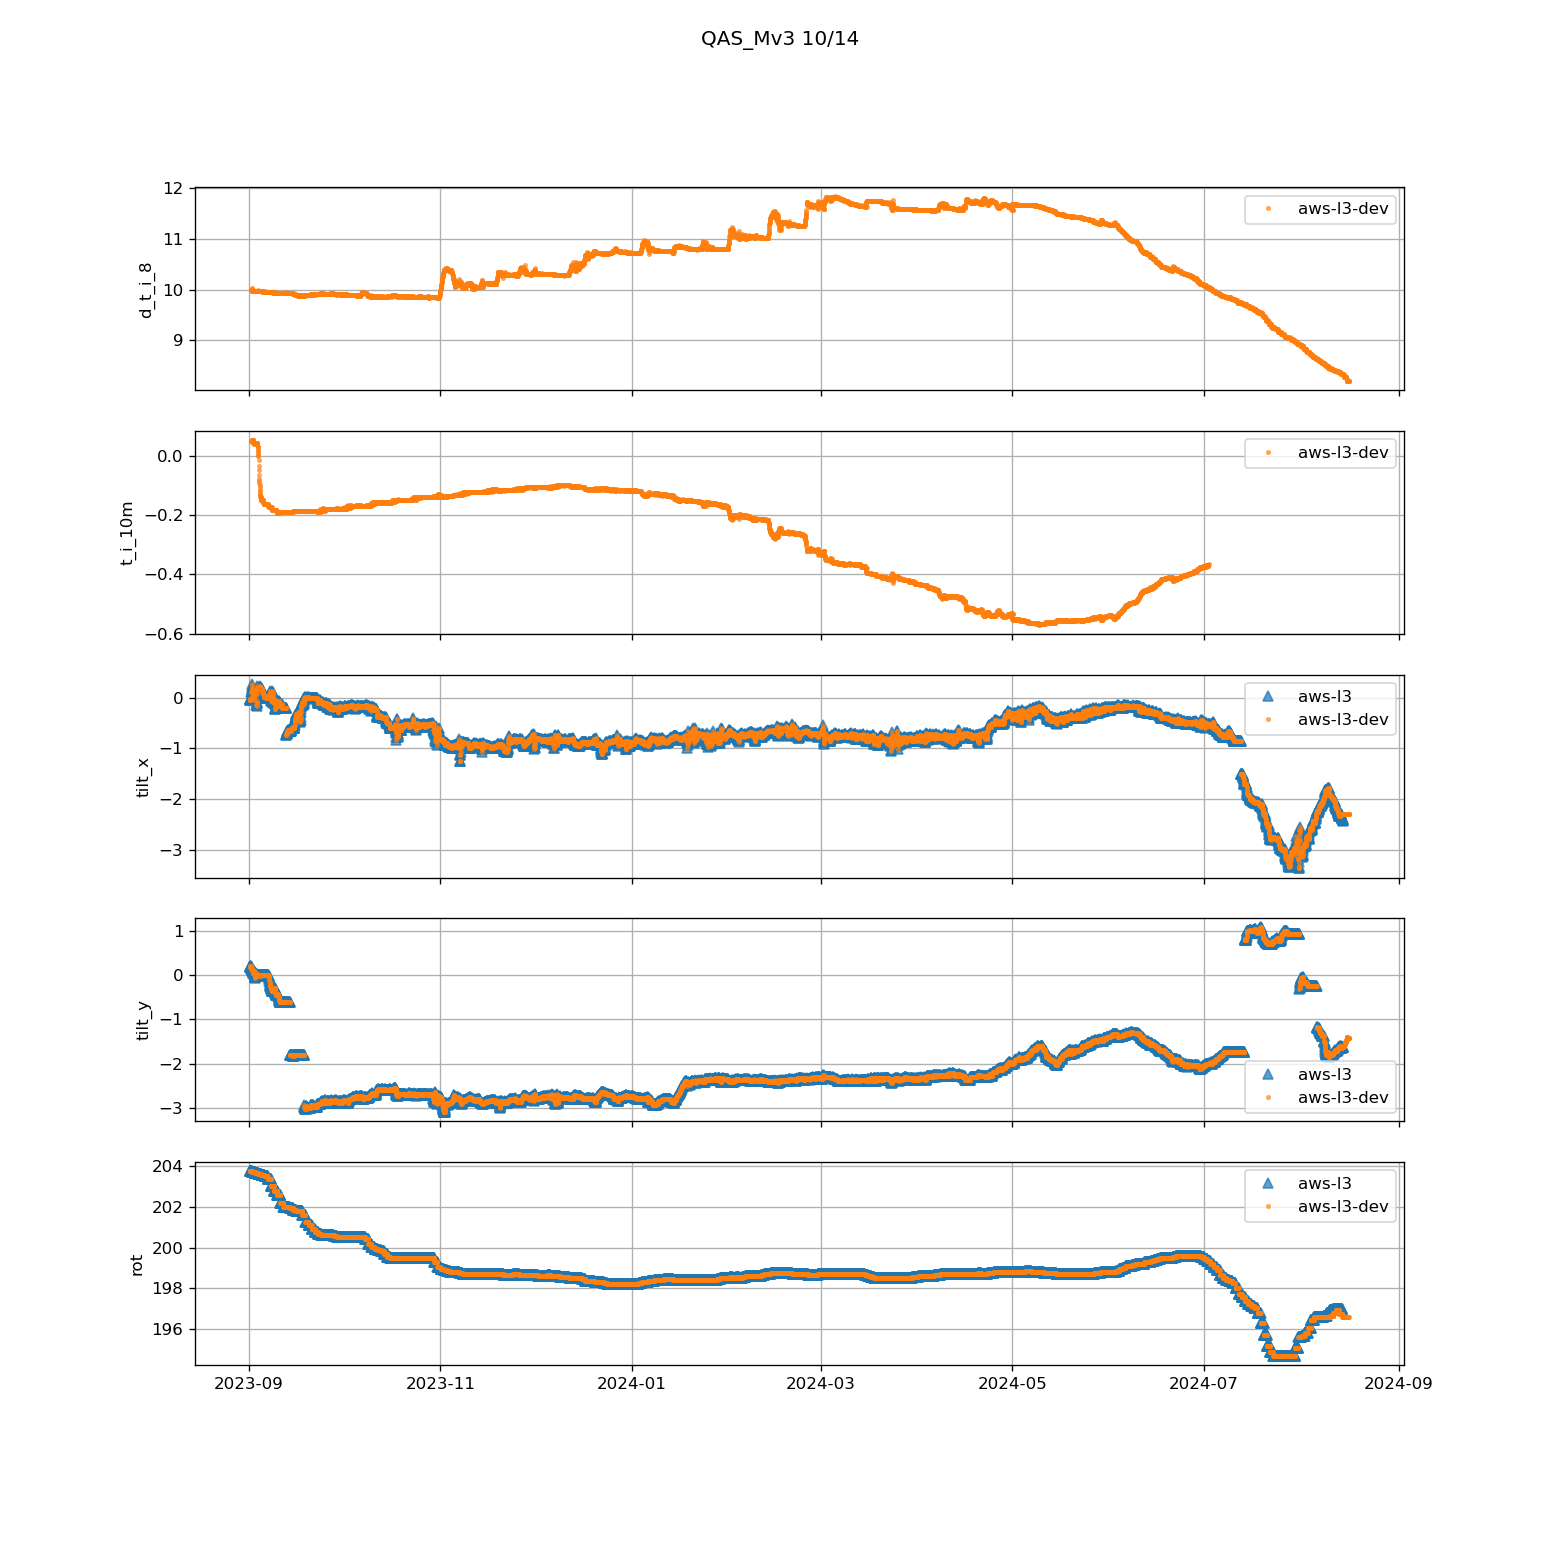 QAS_Mv3 10/14
12
11
10
9
d_t_i_8
aws-l3-dev
0.0
−0.2
−0.4
−0.6
t_i_10m
aws-l3-dev
0
−1
−2
−3
tilt_x
aws-l3
aws-l3-dev
1
0
−1
−2
−3
tilt_y
aws-l3
aws-l3-dev
204
202
200
198
196
rot
aws-l3
aws-l3-dev
2023-09 2023-11 2024-01 2024-03 2024-05 2024-07 2024-09